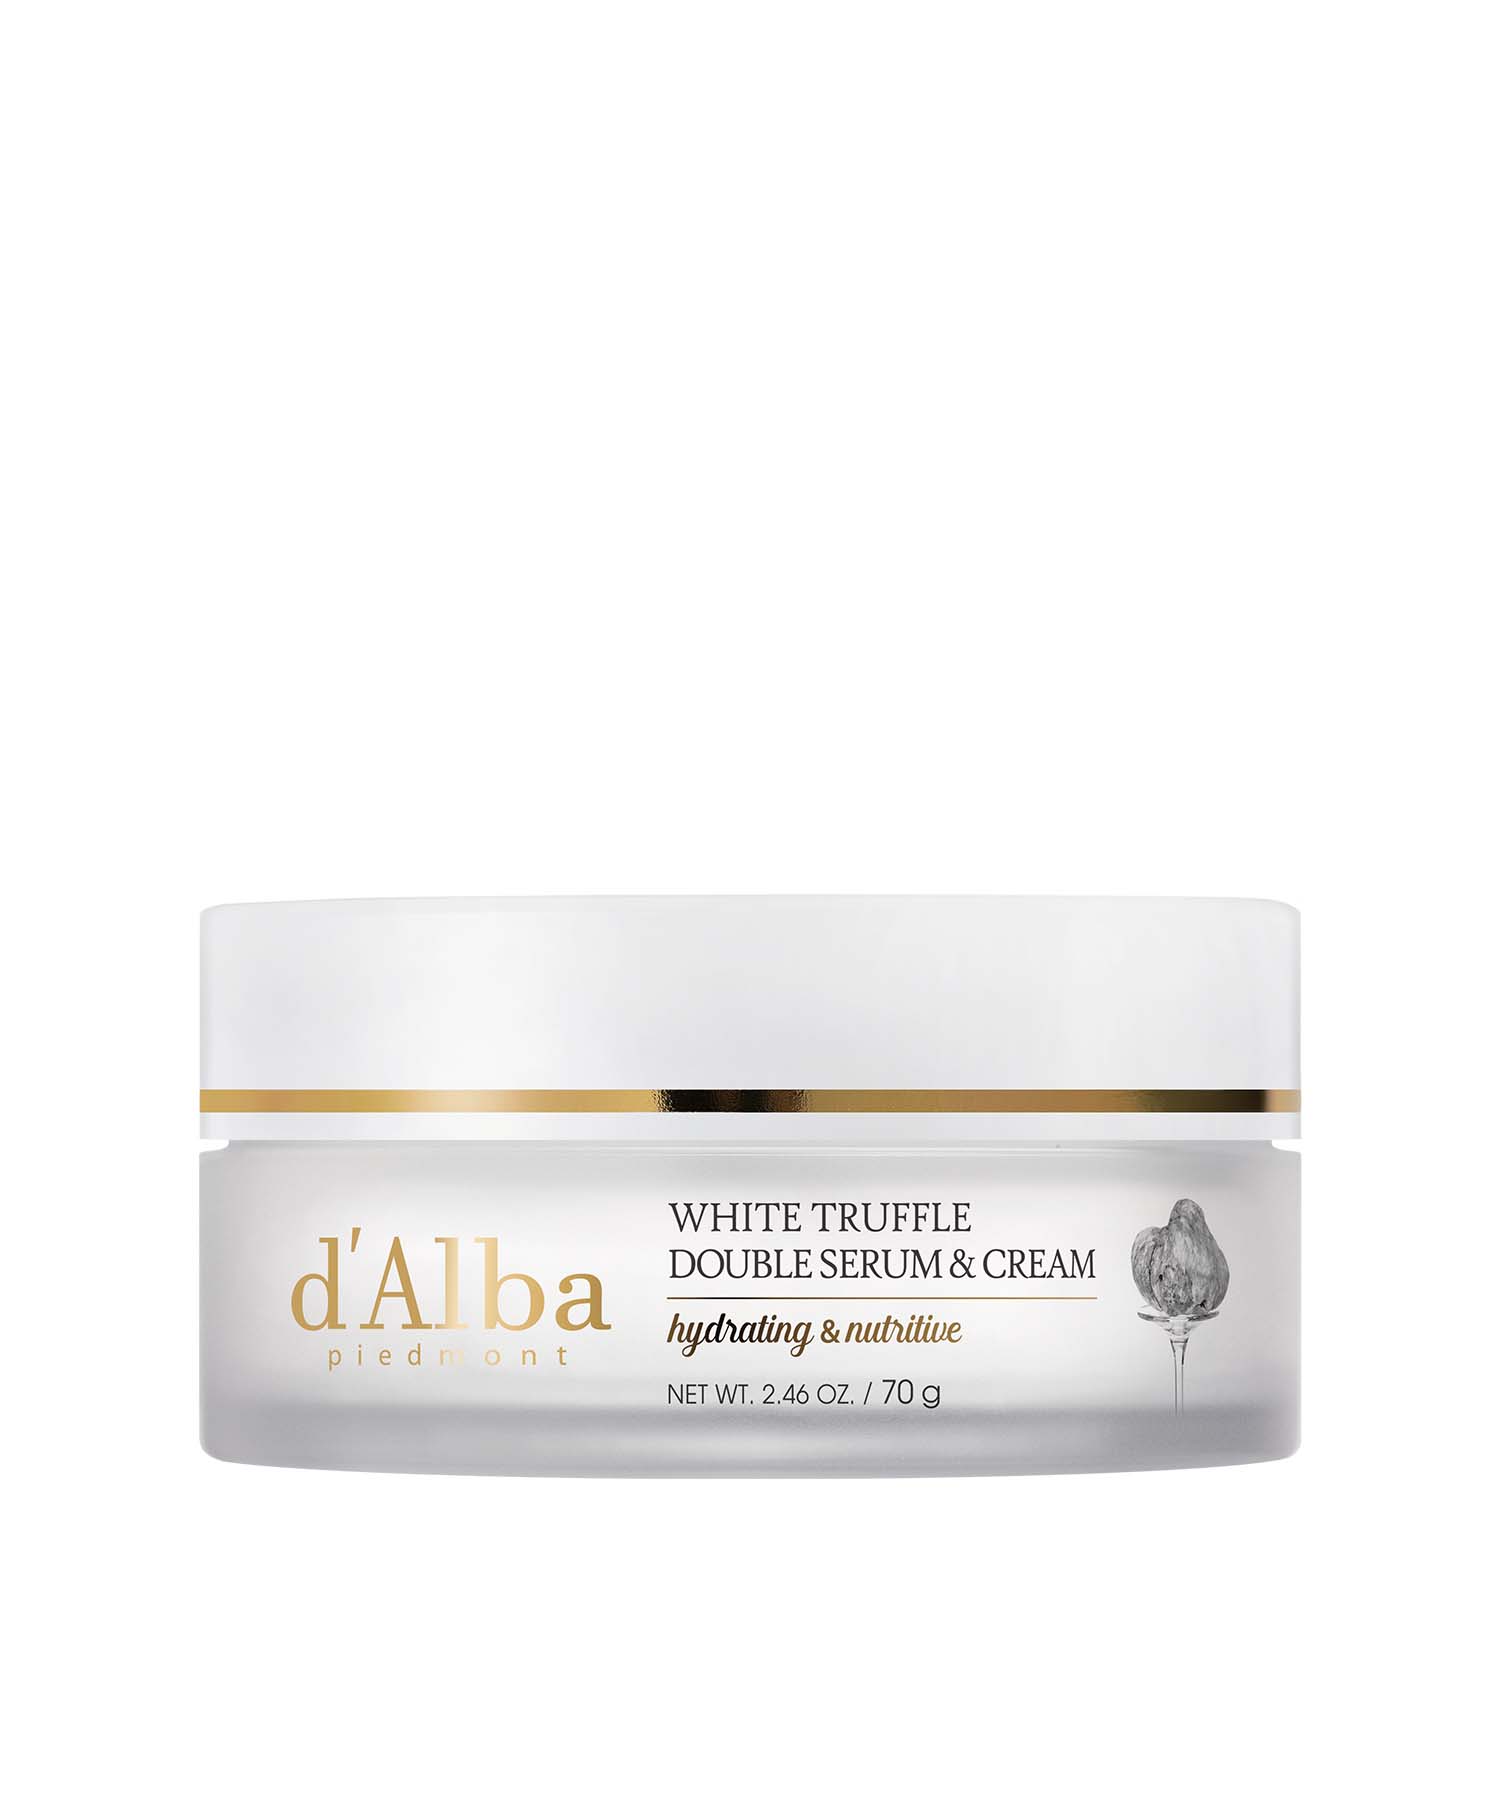 d'Alba
piedmont
WHITE TRUFFLE
DOUBLE SERUM & CREAM
hydrating & nutritive
NET WT. 2.46 OZ. / 70 g